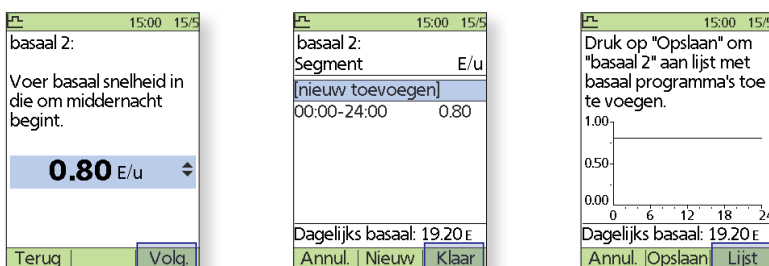 15:00 15/5
basaal 2:
Voer basaal snelheid in
die om middernacht
begint.
0.80 E/u
Terug Volg.
15:00 15/5
basaal 2:
Segment E/u
[nieuw toevoegen]
00:00-24:00 0.80
Dagelijks basaal: 19.20 E
Annul. Nieuw Klaar
15:00 15/5
Druk op "Opslaan" om
"basaal 2" aan lijst met
basaal programma's toe
te voegen.
1.00
0.50
0.00
0 6 12 18 24
Dagelijks basaal: 19.20 E
Annul. Opslaan Lijst